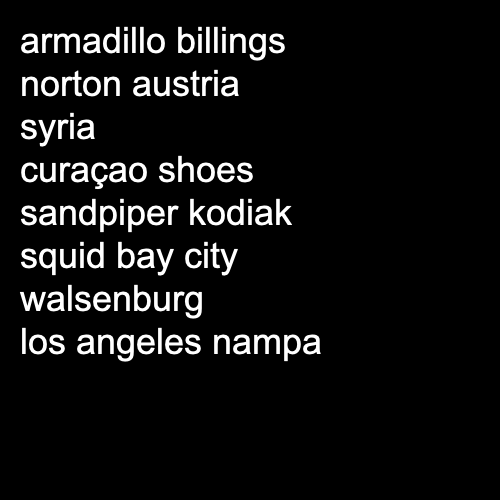 armadillo billings
norton austria
syria
curaçao shoes
sandpiper kodiak
squid bay city
walsenburg
los angeles nampa